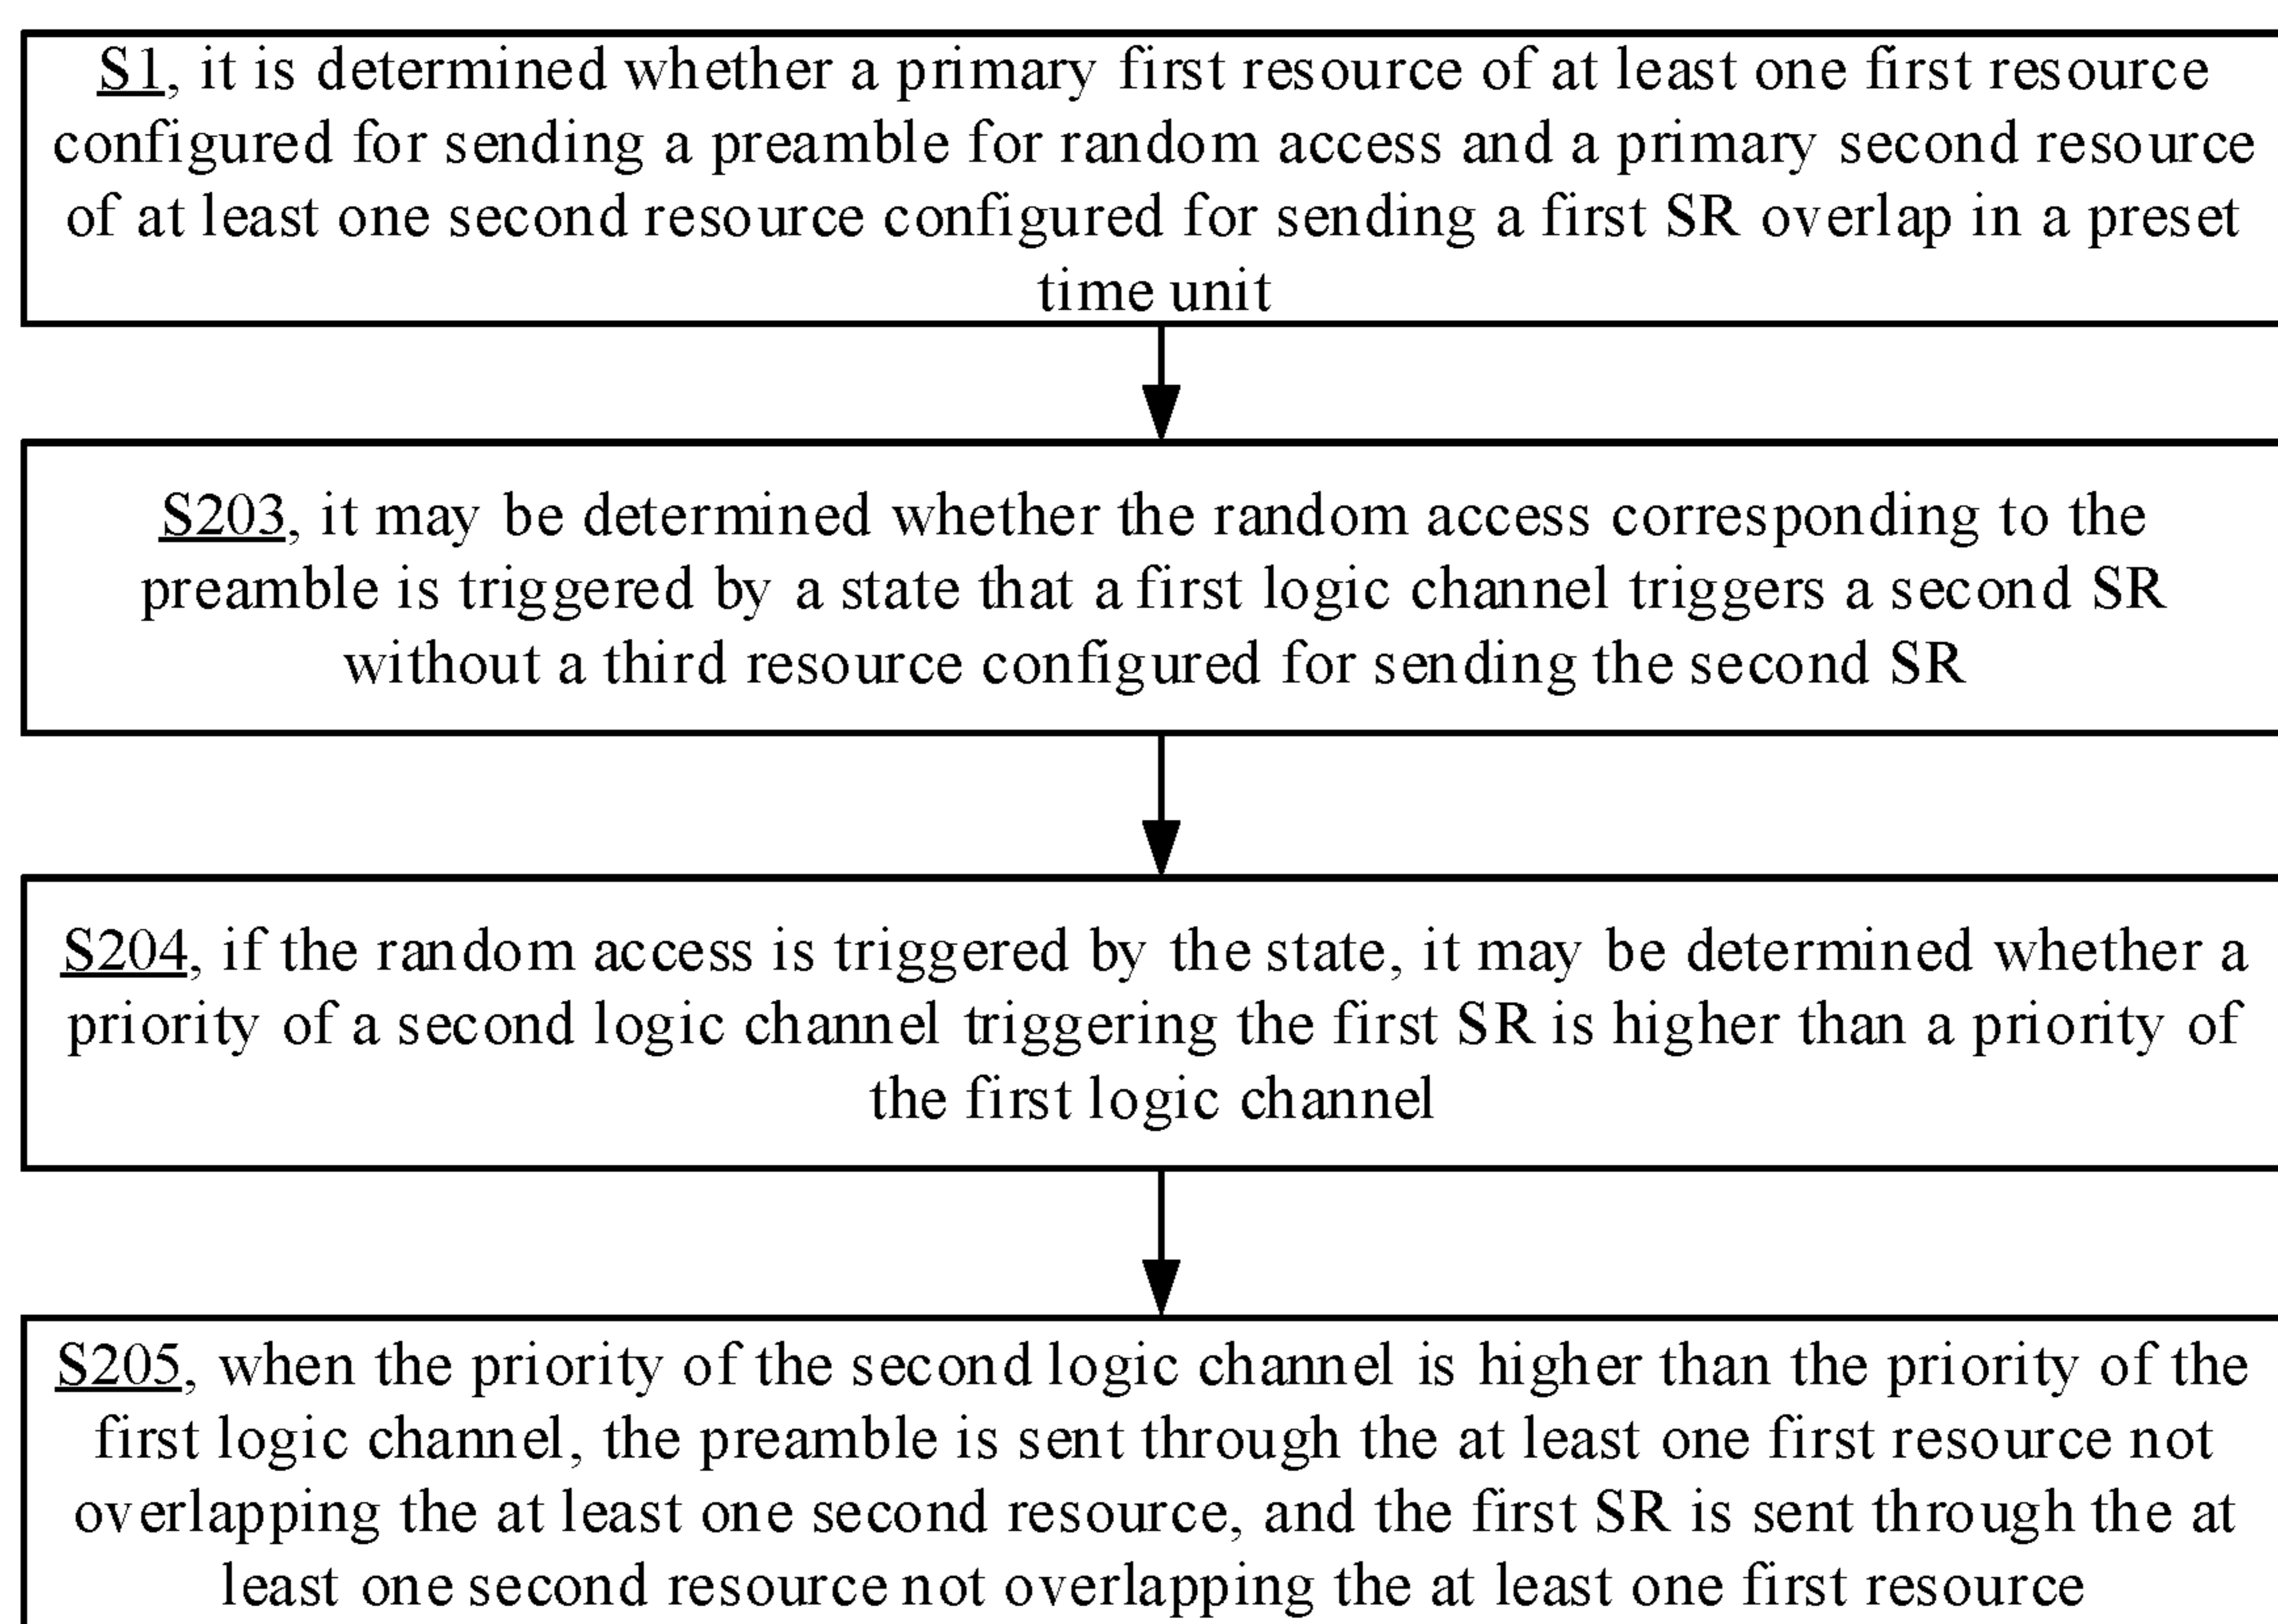 S1, it is determined whether a primary first resource of at least one first resource
configured for sending a preamble for random access and a primary second resource
of at least one second resource configured for sending a first SR overlap in a preset
time unit
S203, it may be determined whether the random access corresponding to the
preamble is triggered by a state that a first logic channel triggers a second SR
without a third resource configured for sending the second SR
S204, if the random access is triggered by the state, it may be determined whether a
priority of a second logic channel triggering the first SR is higher than a priority of
the first logic channel
S205, when the priority of the second logic channel is higher than the priority of the
first logic channel, the preamble is sent through the at least one first resource not
overlapping the at least one second resource, and the first SR is sent through the at
least one second resource not overlapping the at least one first resource